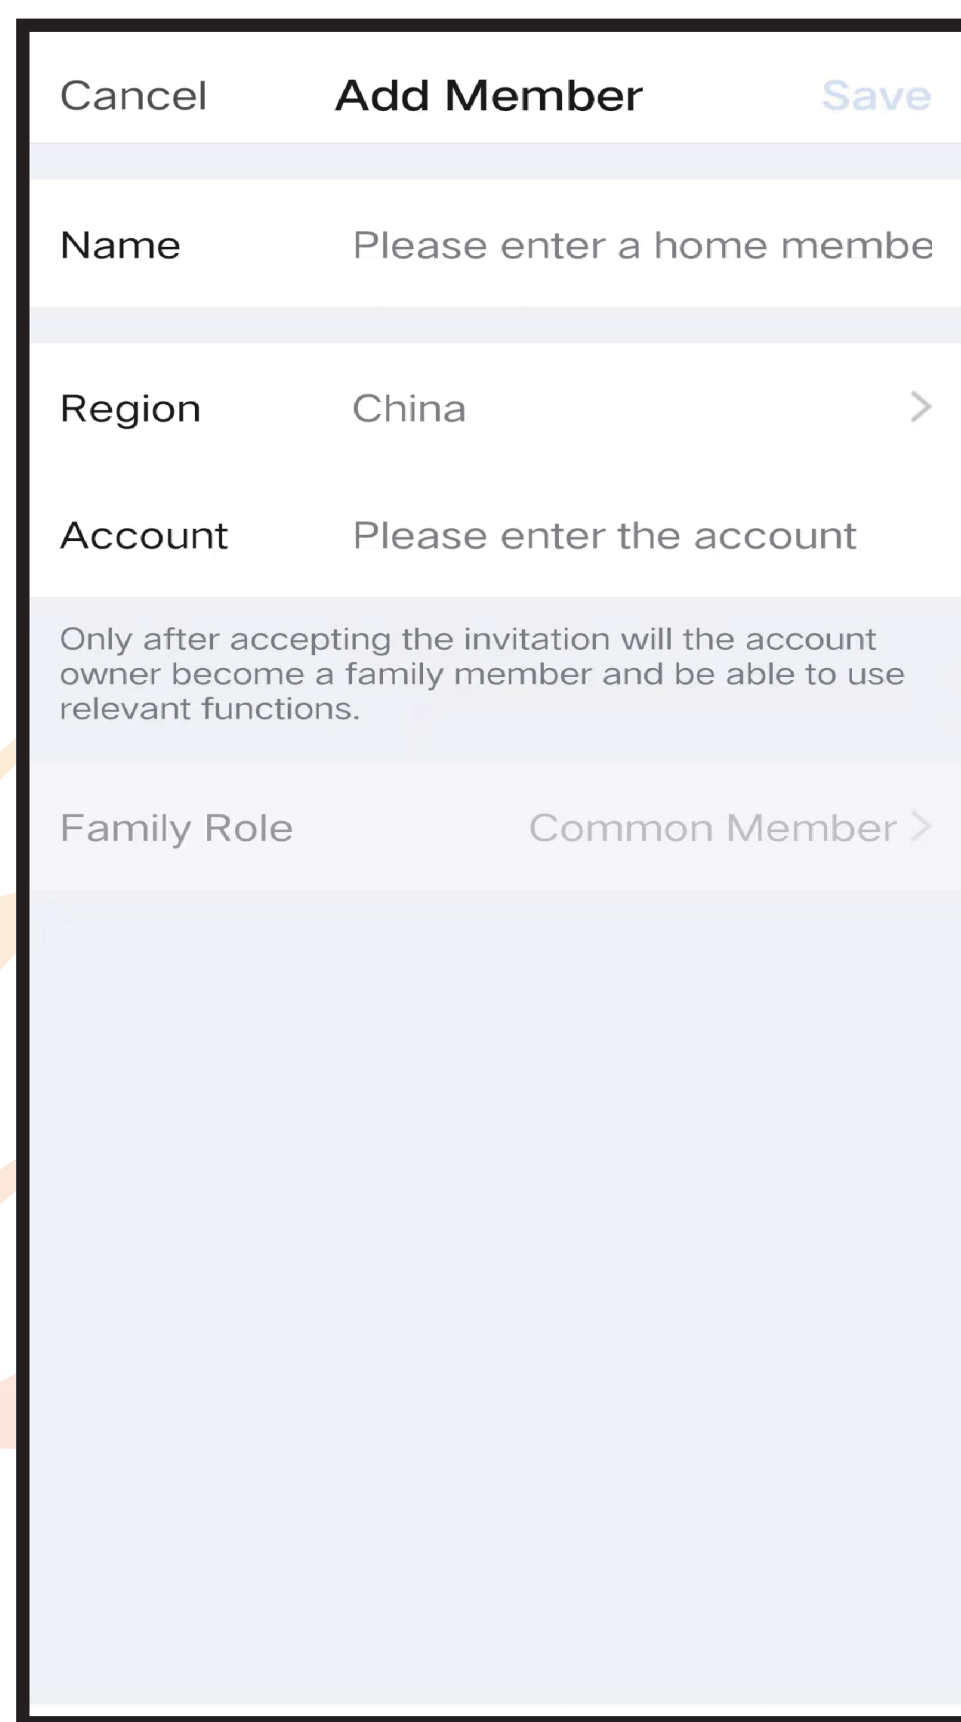 Cancel Add Member Save
Name Please enter a home membe
Region China
Account Please enter the account
Only after accepting the invitation will the account
owner become a family member and be able to use
relevant functions.
Family Role Common Member